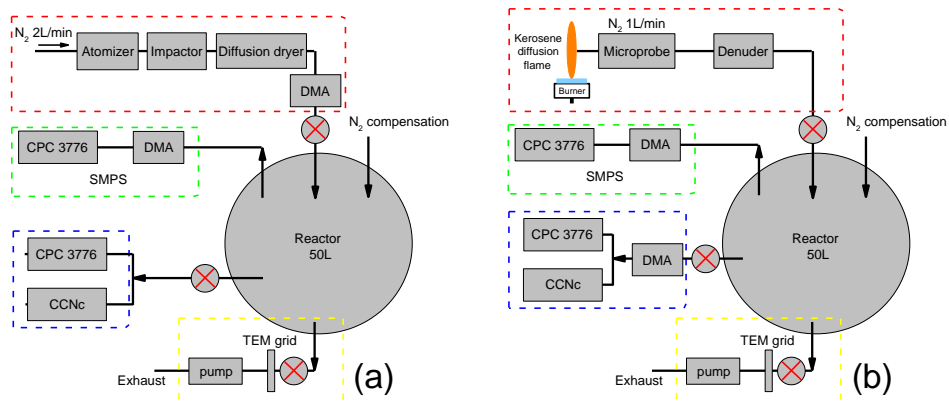 N2 2L/min
Atomizer
Impactor
Diffusion dryer
DMA
N2 compensation
CPC 3776
DMA
SMPS
Reactor
50L
CPC 3776
CCNc
TEM grid
pump
Exhaust
(a)
N2 1L/min
Kerosene
diffusion
flame
Microprobe
Denuder
Burner
N2 compensation
CPC 3776
DMA
SMPS
Reactor
50L
CPC 3776
DMA
CCNc
TEM grid
pump
Exhaust
(b)